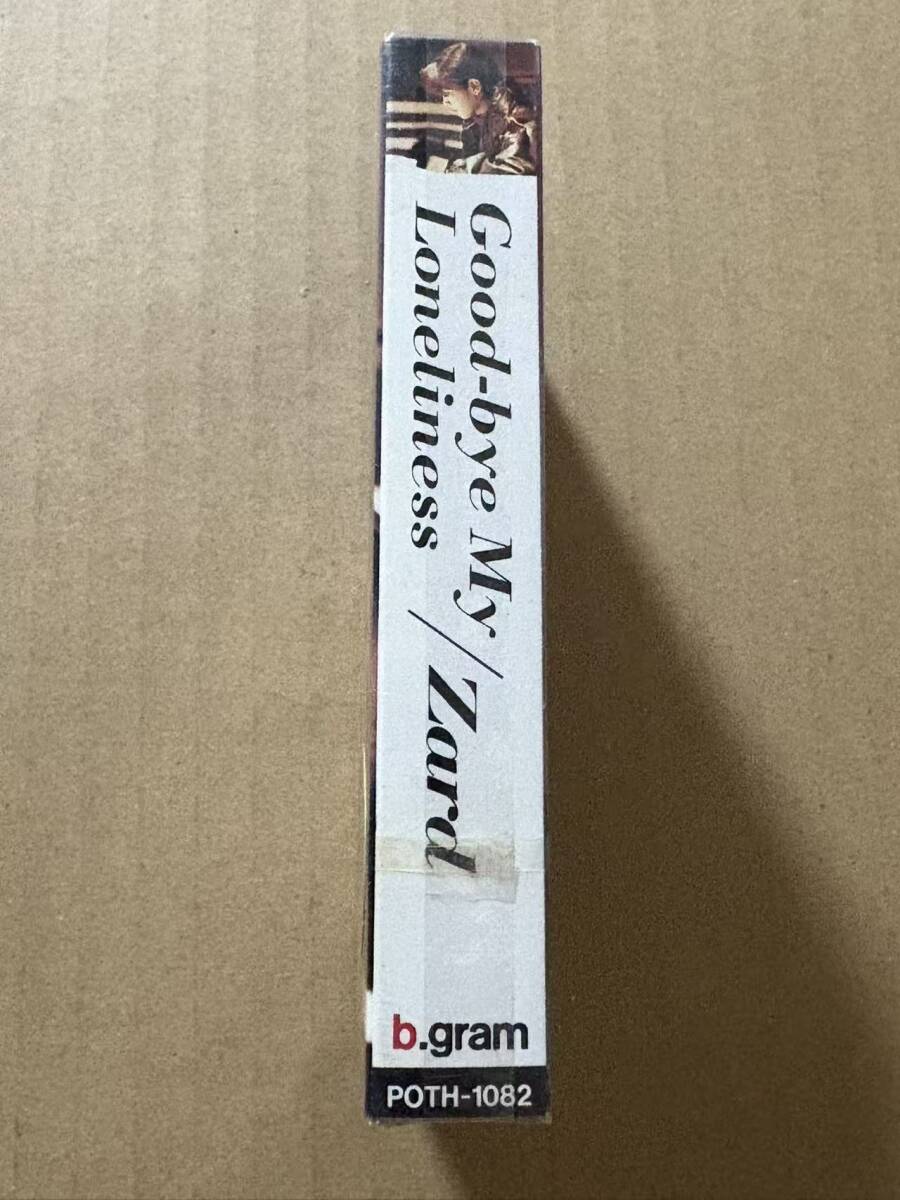 Good-bye My
Loneliness
/Zard
b.gram
POTH-1082